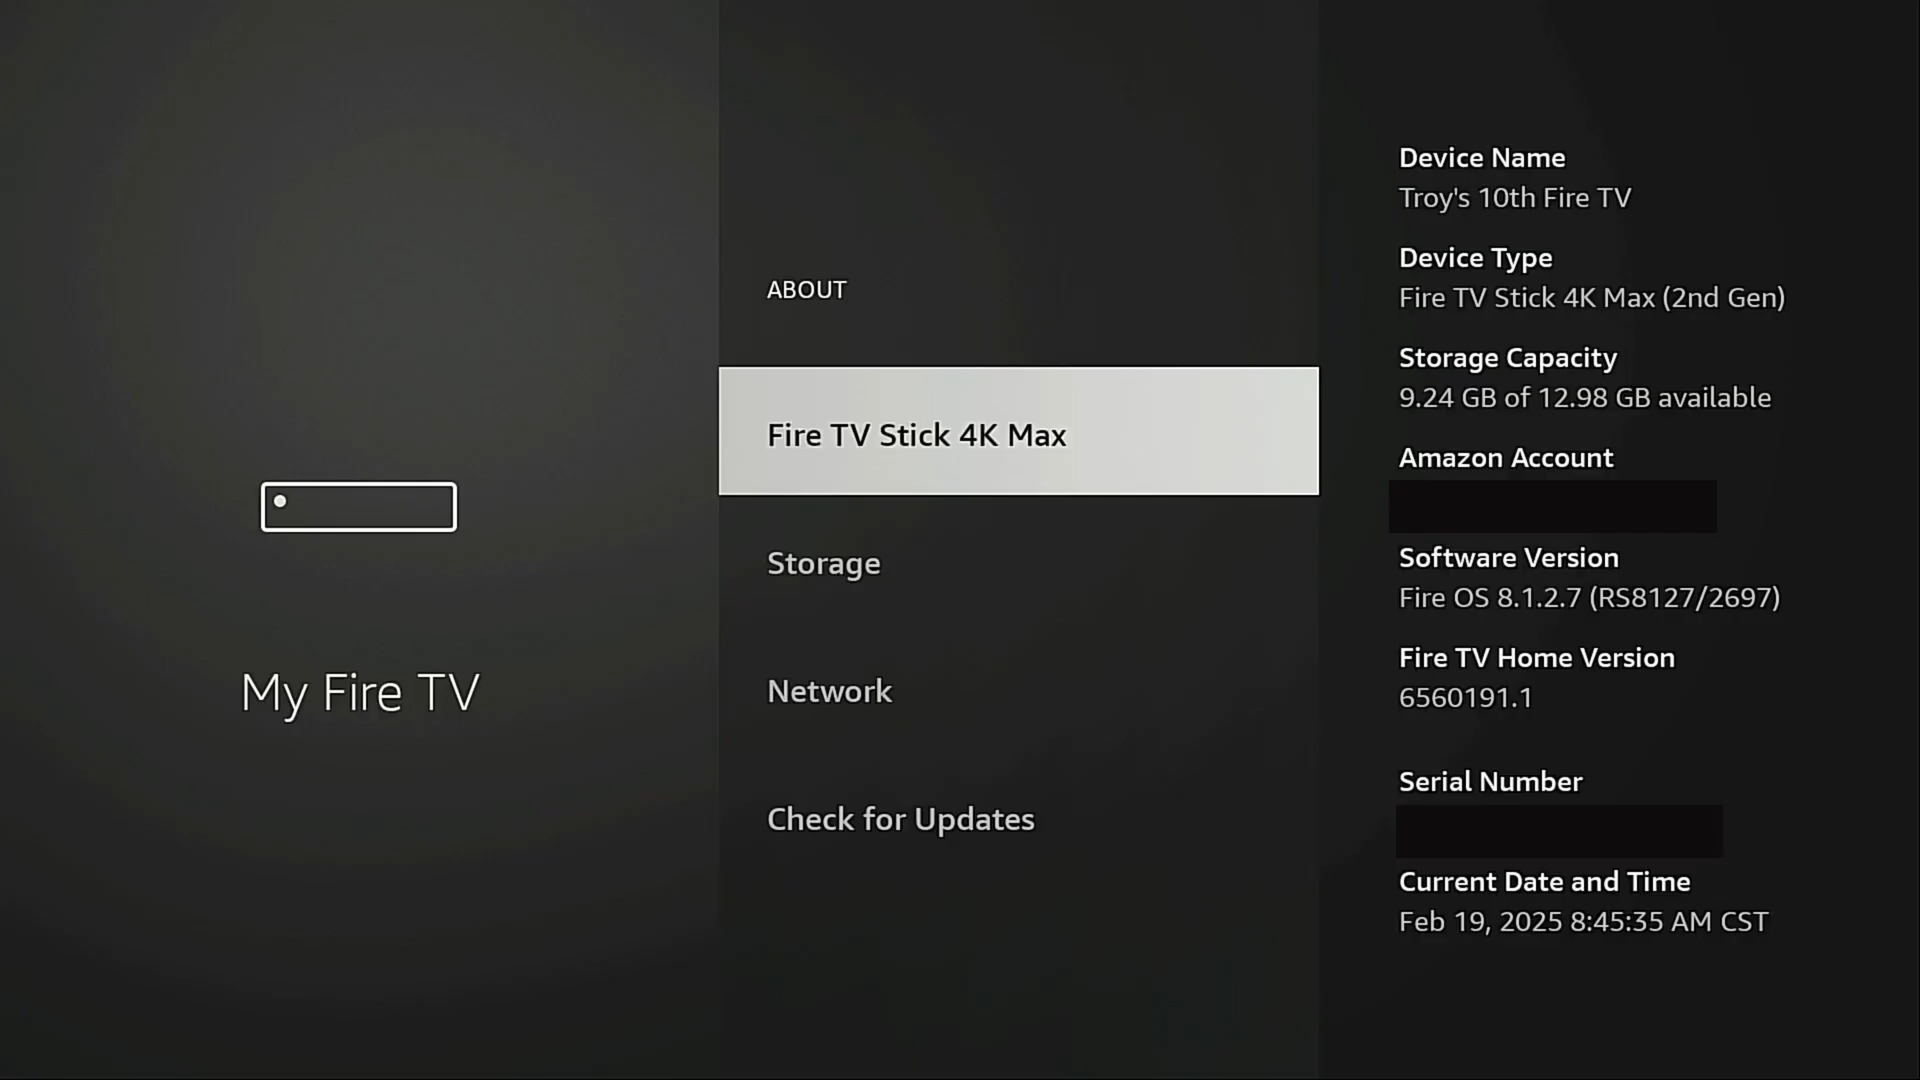 My Fire TV
ABOUT
Fire TV Stick 4K Max
Storage
Network
Check for Updates
Device Name
Troy's 10th Fire TV
Device Type
Fire TV Stick 4K Max (2nd Gen)
Storage Capacity
9.24 GB of 12.98 GB available
Amazon Account
Software Version
Fire OS 8.1.2.7 (RS8127/2697)
Fire TV Home Version
6560191.1
Serial Number
Current Date and Time
Feb 19, 2025 8:45:35 AM CST